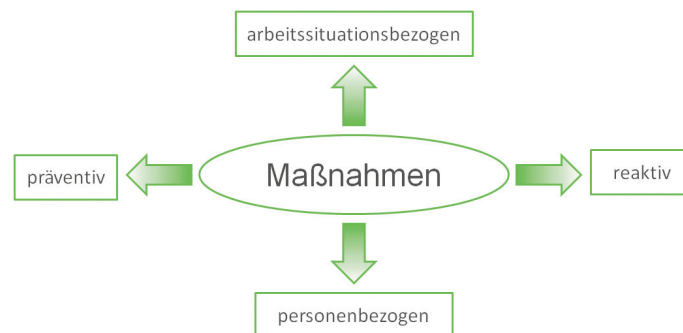 arbeitssituationsbezogen
präventiv
Maßnahmen
reaktiv
personenbezogen